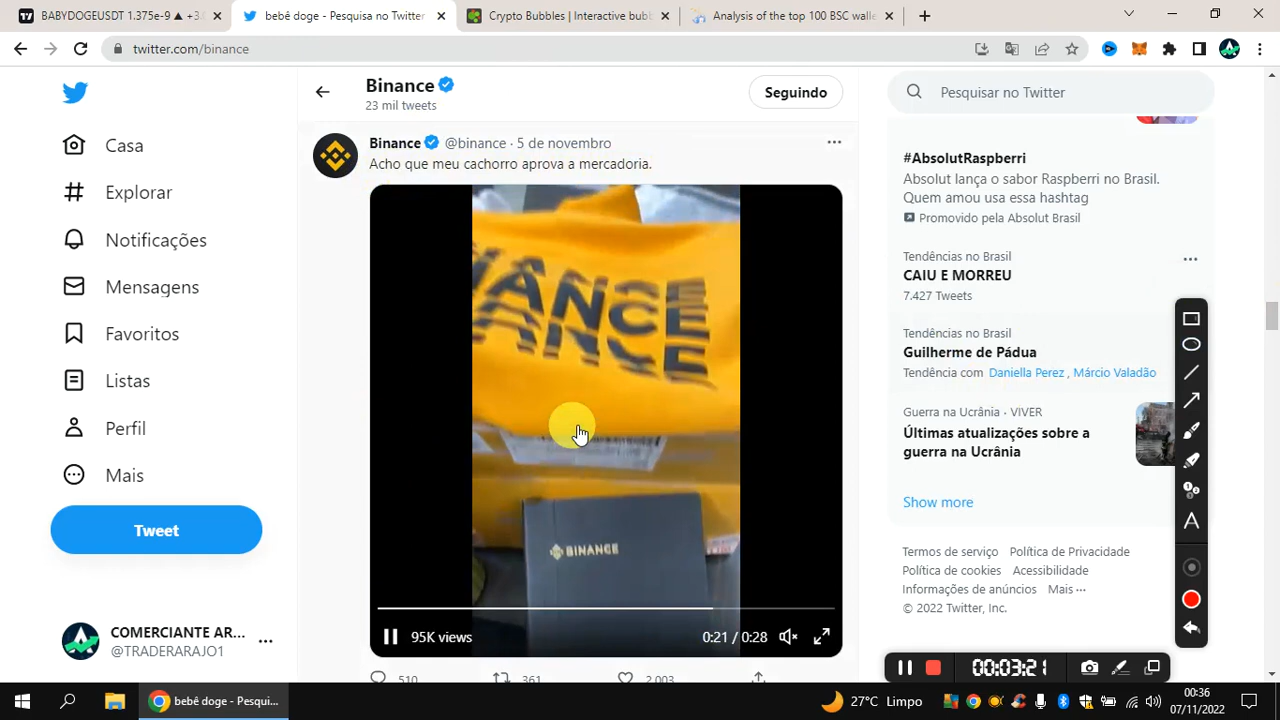 BABYDOGEUSDT 1.375e-9 ▲ +3.
bebê doge - Pesquisa no Twitter
Crypto Bubbles | Interactive bubb
Analysis of the top 100 BSC walle
twitter.com/binance
Binance
23 mil tweets
Seguindo
Pesquisar no Twitter
Casa
Explorar
Notificações
Mensagens
Favoritos
Listas
Perfil
Mais
Tweet
COMERCIANTE AR...
@TRADERARAJO1
Binance @binance · 5 de novembro
Acho que meu cachorro aprova a mercadoria.
BINANCE
95K views
0:21 / 0:28
510
361
2.003
#AbsolutRaspberri
Absolut lança o sabor Raspberri no Brasil.
Quem amou usa essa hashtag
Promovido pela Absolut Brasil
Tendências no Brasil
CAIU E MORREU
7.427 Tweets
Tendências no Brasil
Guilherme de Pádua
Tendência com Daniella Perez , Márcio Valadão
Guerra na Ucrânia · VIVER
Últimas atualizações sobre a
guerra na Ucrânia
Show more
Termos de serviço Política de Privacidade
Política de cookies Acessibilidade
Informações de anúncios Mais ···
© 2022 Twitter, Inc.
00:03:21
bebê doge - Pesqui...
27°C Limpo
00:36
07/11/2022